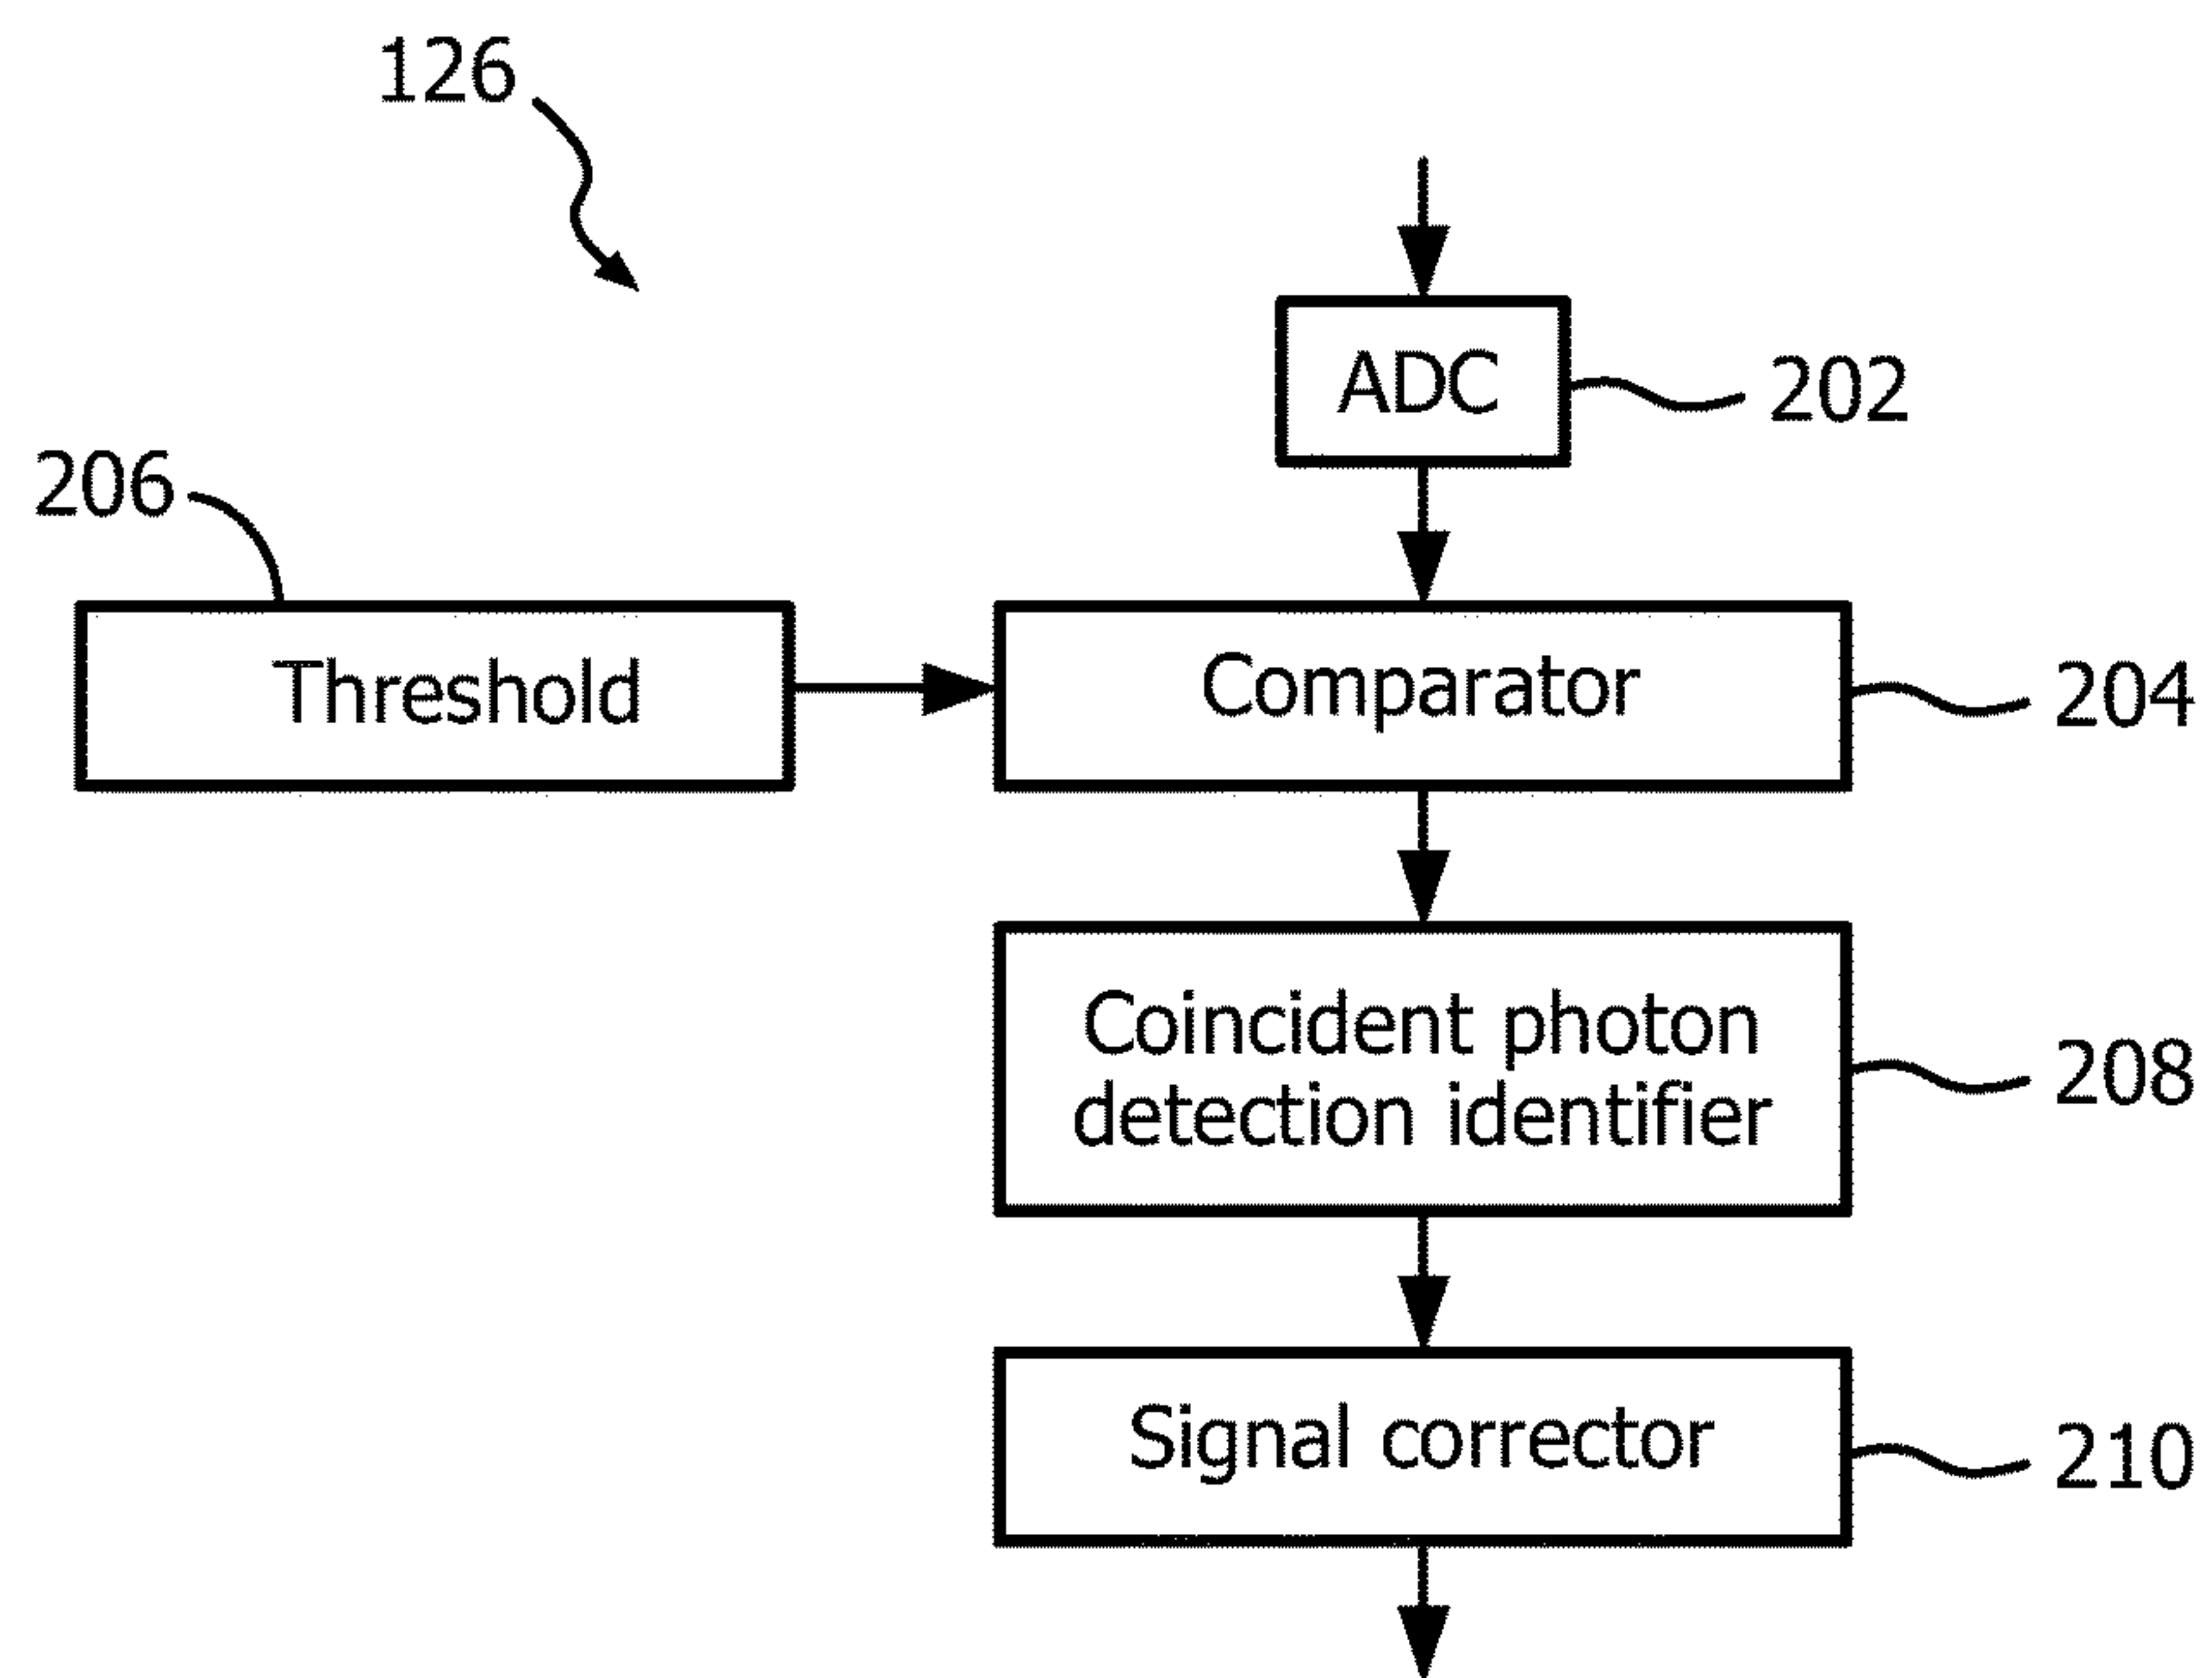 126
ADC
202
206
Threshold
Comparator
204
Coincident photon
detection identifier
208
Signal corrector
210